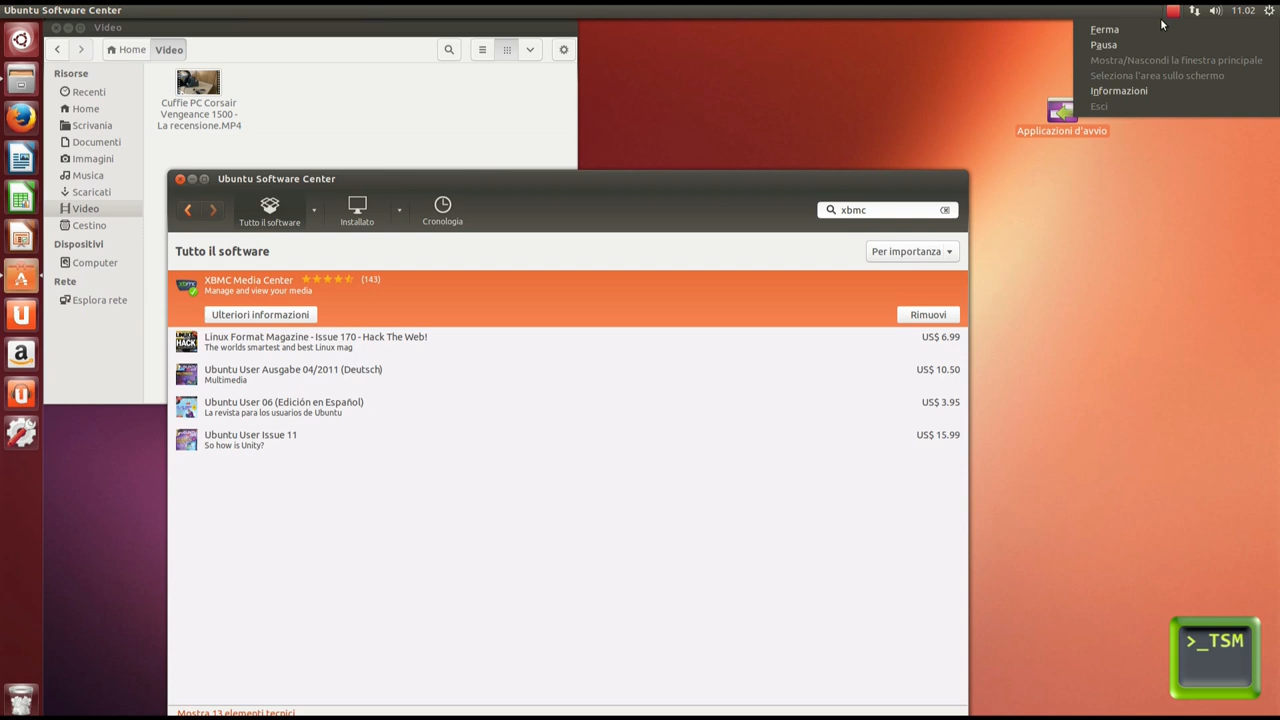 Ubuntu Software Center
11.02
Video
Home
Video
Risorse
Recenti
Home
Scrivania
Documenti
Immagini
Musica
Scaricati
Video
Cestino
Dispositivi
Computer
Rete
Esplora rete
Cuffie PC Corsair
Vengeance 1500 -
La recensione.MP4
Ferma
Pausa
Mostra/Nascondi la finestra principale
Seleziona l'area sullo schermo
Informazioni
Esci
Applicazioni d'avvio
Ubuntu Software Center
Tutto il software
Installato
Cronologia
xbmc
Tutto il software
Per importanza
XBMC Media Center
(143)
Manage and view your media
Ulteriori informazioni
Rimuovi
Linux Format Magazine - Issue 170 - Hack The Web!
US$ 6.99
The worlds smartest and best Linux mag
Ubuntu User Ausgabe 04/2011 (Deutsch)
US$ 10.50
Multimedia
Ubuntu User 06 (Edición en Español)
US$ 3.95
La revista para los usuarios de Ubuntu
Ubuntu User Issue 11
US$ 15.99
So how is Unity?
Mostra 13 elementi tecnici
>_TSM